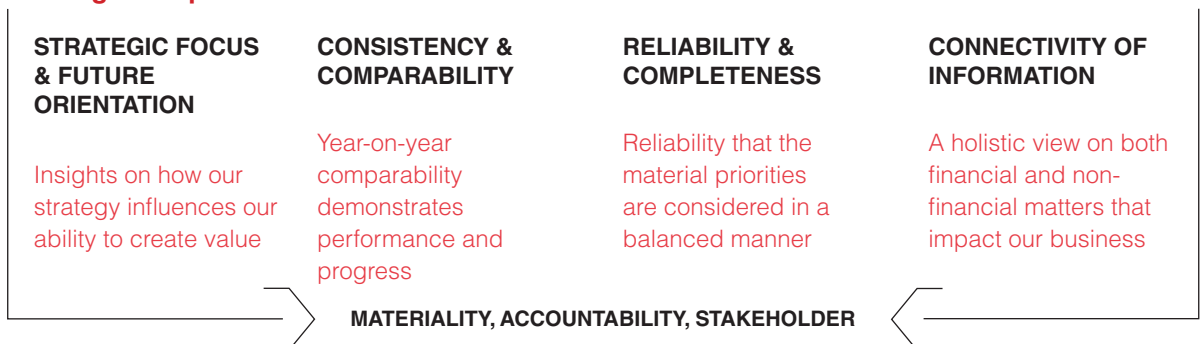 STRATEGIC FOCUS
& FUTURE
ORIENTATION
Insights on how our
strategy influences our
ability to create value
CONSISTENCY &
COMPARABILITY
Year-on-year
comparability
demonstrates
performance and
progress
RELIABILITY &
COMPLETENESS
Reliability that the
material priorities
are considered in a
balanced manner
CONNECTIVITY OF
INFORMATION
A holistic view on both
financial and non-
financial matters that
impact our business
MATERIALITY, ACCOUNTABILITY, STAKEHOLDER